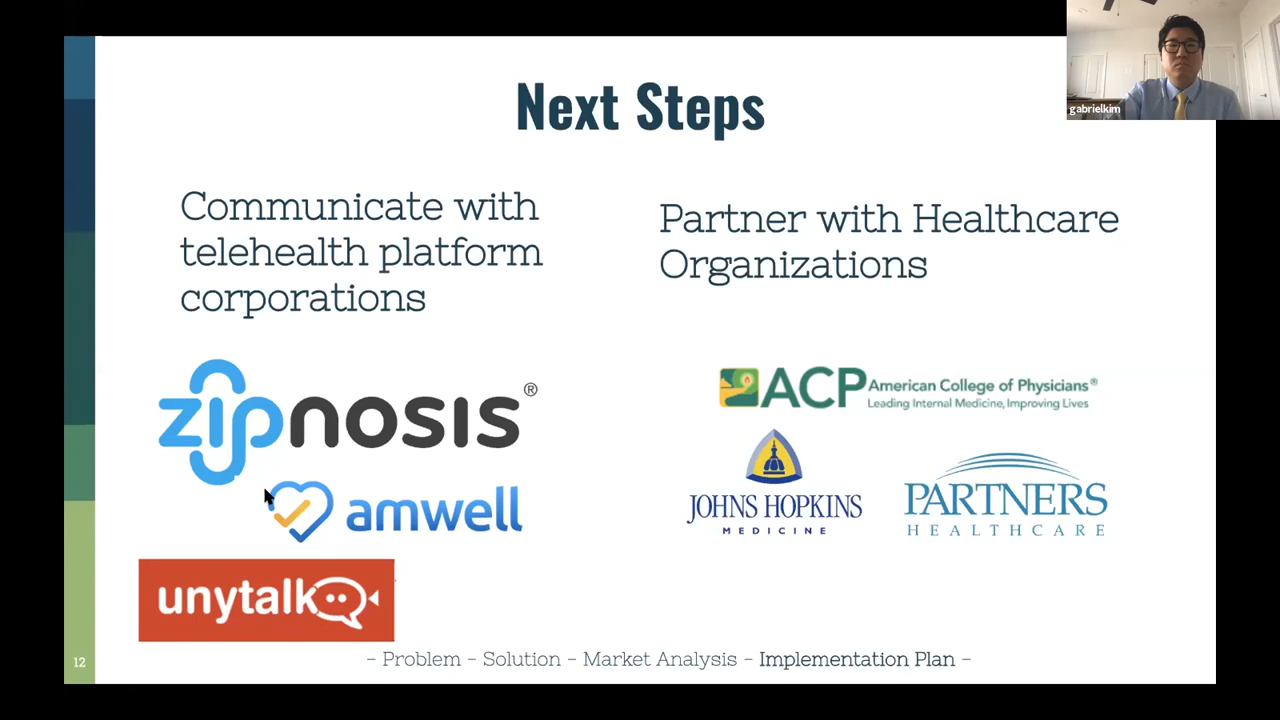 gabrielkim
Next Steps
Communicate with
telehealth platform
corporations
Partner with Healthcare
Organizations
zipnosis®
amwell
unytalk
ACP American College of Physicians®
Leading Internal Medicine, Improving Lives
JOHNS HOPKINS
MEDICINE
PARTNERS
HEALTHCARE
12
– Problem – Solution – Market Analysis – Implementation Plan –